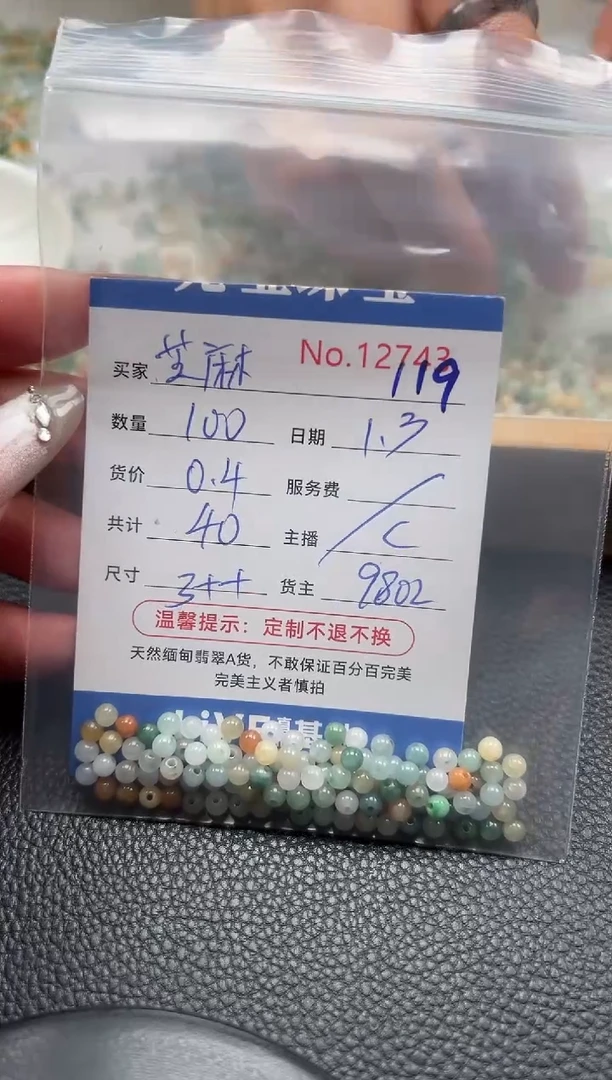 No.12743
买家 芝麻 119
数量 100 日期 1.3
货价 0.4 服务费 /
共计 40 主播 C
尺寸 3++ 货主 9802
温馨提示：定制不退不换
天然缅甸翡翠A货，不敢保证百分百完美
完美主义者慎拍